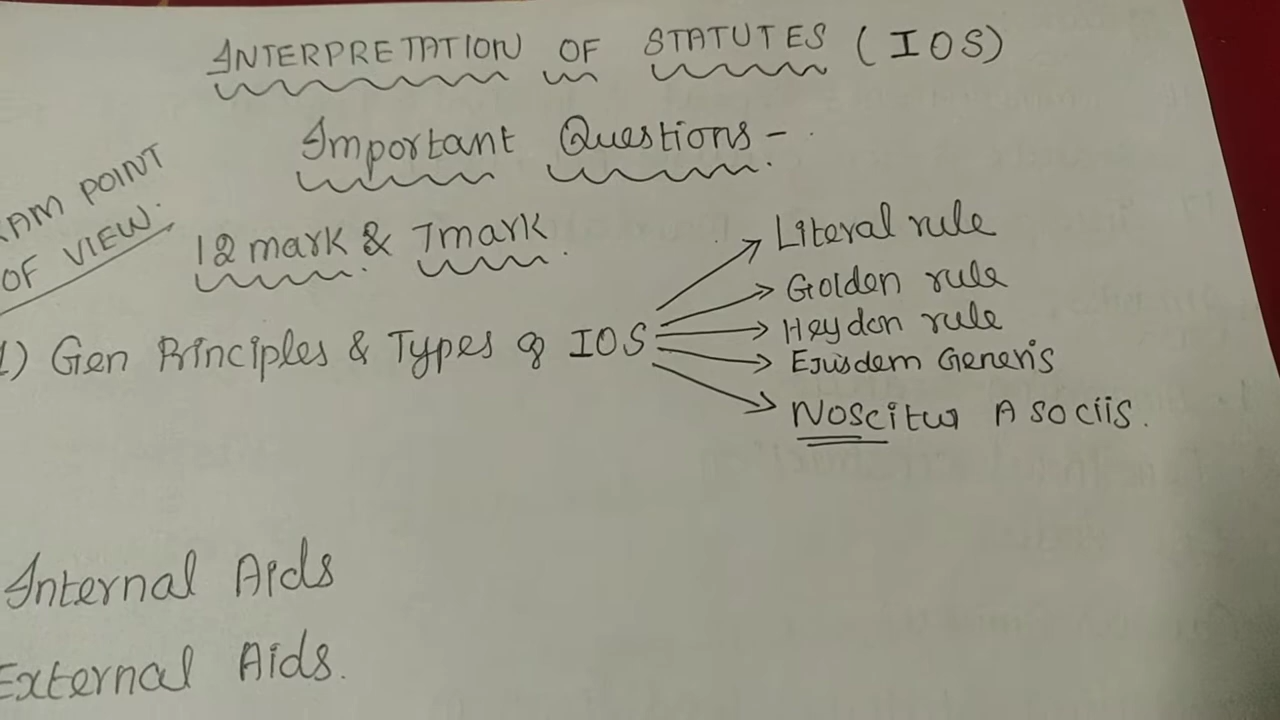 INTERPRETATION OF STATUTES (IOS)
Important Questions -
POINT
OF VIEW.
12 mark & 7mark
1) Gen Principles & Types of IOS
Literal rule
Golden rule
Heydon rule
Ejusdem Generis
Noscitur A sociis.
Internal Aids
External Aids.